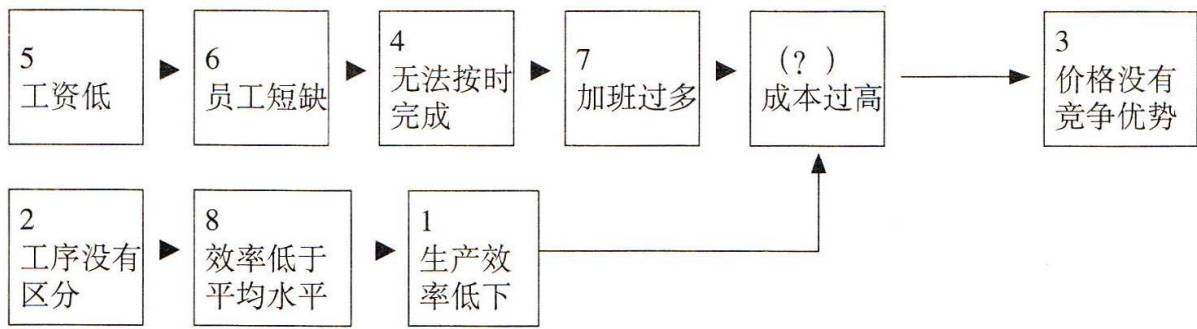 5
工资低
6
员工短缺
4
无法按时
完成
7
加班过多
(?)
成本过高
3
价格没有
竞争优势
2
工序没有
区分
8
效率低于
平均水平
1
生产效
率低下